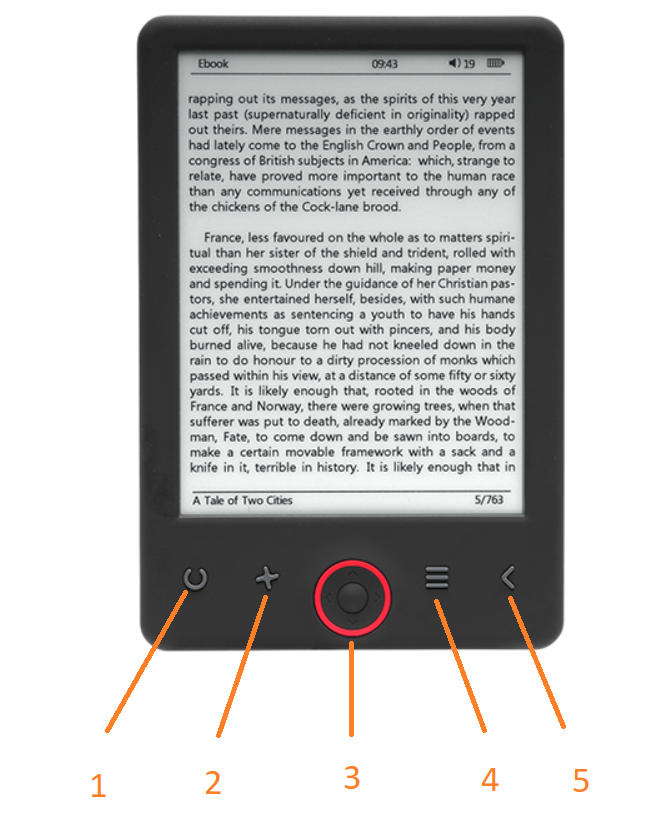 Ebook 09:43 19
rapping out its messages, as the spirits of this very year
last past (supernaturally deficient in originality) rapped
out theirs. Mere messages in the earthly order of events
had lately come to the English Crown and People, from a
congress of British subjects in America: which, strange to
relate, have proved more important to the human race
than any communications yet received through any of
the chickens of the Cock-lane brood.
France, less favoured on the whole as to matters spiri-
tual than her sister of the shield and trident, rolled with
exceeding smoothness down hill, making paper money
and spending it. Under the guidance of her Christian pas-
tors, she entertained herself, besides, with such humane
achievements as sentencing a youth to have his hands
cut off, his tongue torn out with pincers, and his body
burned alive, because he had not kneeled down in the
rain to do honour to a dirty procession of monks which
passed within his view, at a distance of some fifty or sixty
yards. It is likely enough that, rooted in the woods of
France and Norway, there were growing trees, when that
sufferer was put to death, already marked by the Wood-
man, Fate, to come down and be sawn into boards, to
make a certain movable framework with a sack and a
knife in it, terrible in history. It is likely enough that in
A Tale of Two Cities 5/763
1 2 3 4 5